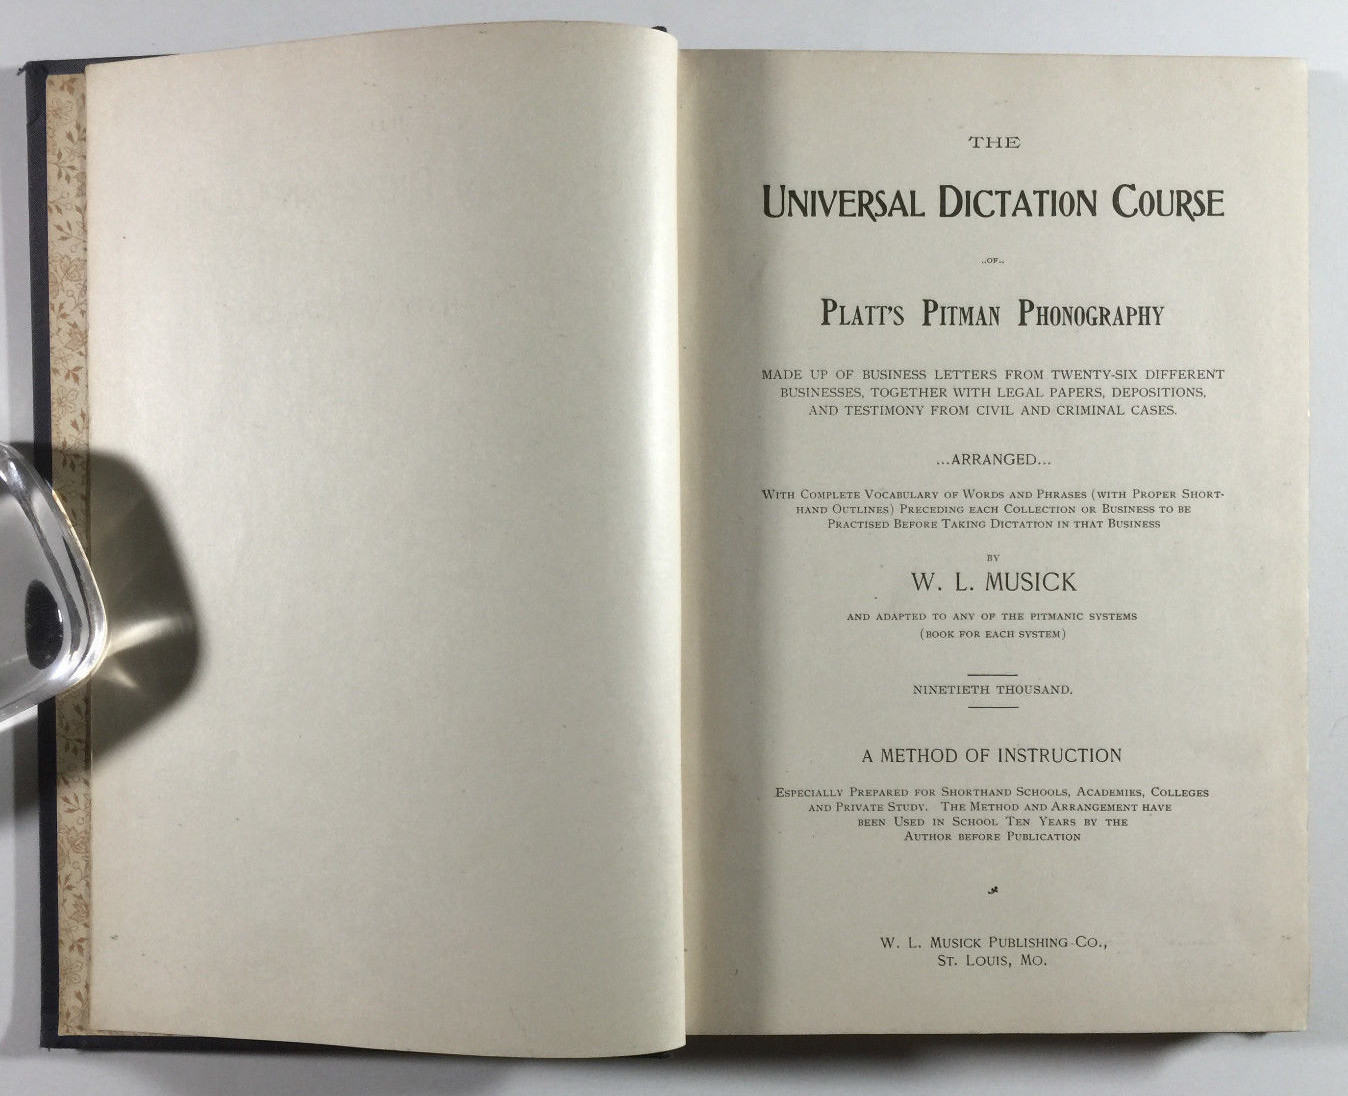 THE
UNIVERSAL DICTATION COURSE
..OF..
PLATT'S PITMAN PHONOGRAPHY
MADE UP OF BUSINESS LETTERS FROM TWENTY-SIX DIFFERENT
BUSINESSES, TOGETHER WITH LEGAL PAPERS, DEPOSITIONS,
AND TESTIMONY FROM CIVIL AND CRIMINAL CASES.
...ARRANGED...
WITH COMPLETE VOCABULARY OF WORDS AND PHRASES (WITH PROPER SHORT-
HAND OUTLINES) PRECEDING EACH COLLECTION OR BUSINESS TO BE
PRACTISED BEFORE TAKING DICTATION IN THAT BUSINESS
BY
W. L. MUSICK
AND ADAPTED TO ANY OF THE PITMANIC SYSTEMS
(BOOK FOR EACH SYSTEM)
NINETIETH THOUSAND.
A METHOD OF INSTRUCTION
ESPECIALLY PREPARED FOR SHORTHAND SCHOOLS, ACADEMIES, COLLEGES
AND PRIVATE STUDY. THE METHOD AND ARRANGEMENT HAVE
BEEN USED IN SCHOOL TEN YEARS BY THE
AUTHOR BEFORE PUBLICATION
W. L. MUSICK PUBLISHING CO.,
ST. LOUIS, MO.